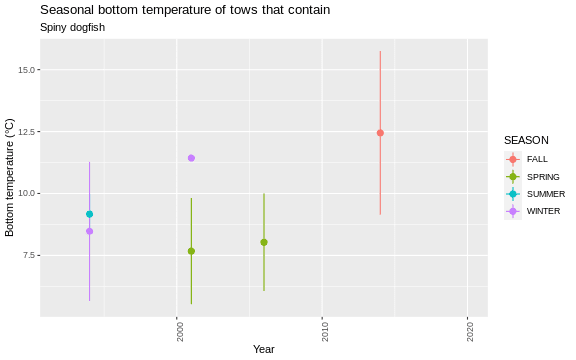 Seasonal bottom temperature of tows that contain
Spiny dogfish
15.0
12.5
10.0
7.5
Bottom temperature (°C)
2000
2010
2020
Year
SEASON
FALL
SPRING
SUMMER
WINTER